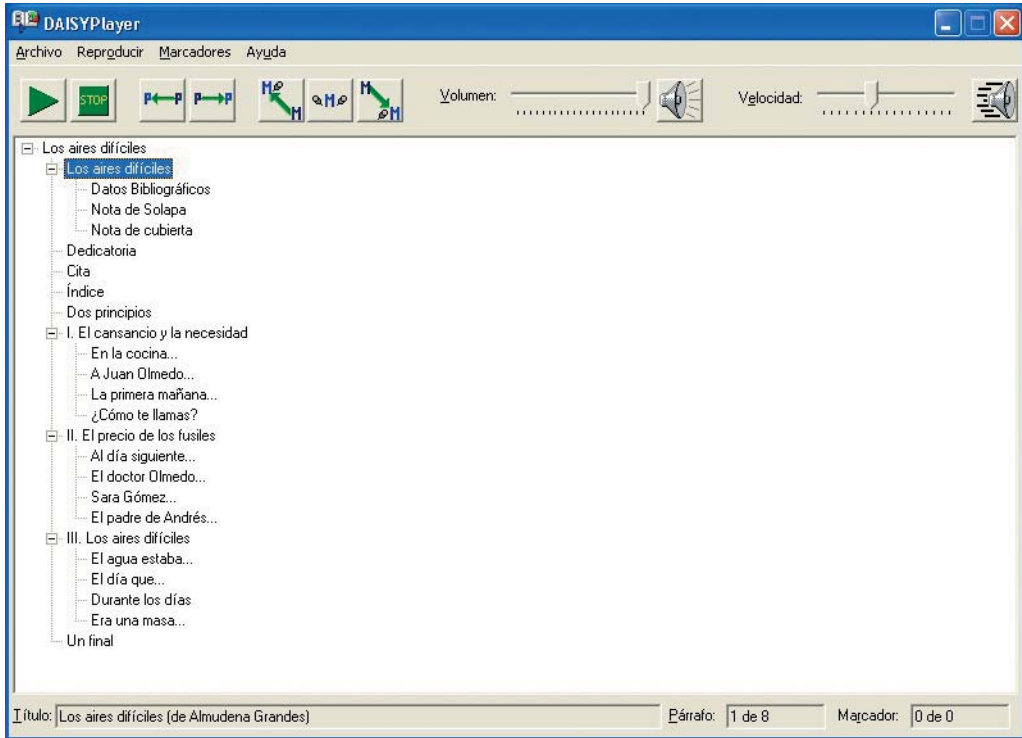 DAISYPlayer
Archivo Reproducir Marcadores Ayuda
STOP P P P P M M M M M Volumen: Velocidad:
Los aires difíciles
Los aires difíciles
Datos Bibliográficos
Nota de Solapa
Nota de cubierta
Dedicatoria
Cita
Índice
Dos principios
I. El cansancio y la necesidad
En la cocina...
A Juan Olmedo...
La primera mañana...
¿Cómo te llamas?
II. El precio de los fusiles
Al día siguiente...
El doctor Olmedo...
Sara Gómez...
El padre de Andrés...
III. Los aires difíciles
El agua estaba...
El día que...
Durante los días
Era una masa...
Un final
Título: Los aires difíciles (de Almudena Grandes) Párrafo: 1 de 8 Marcador: 0 de 0